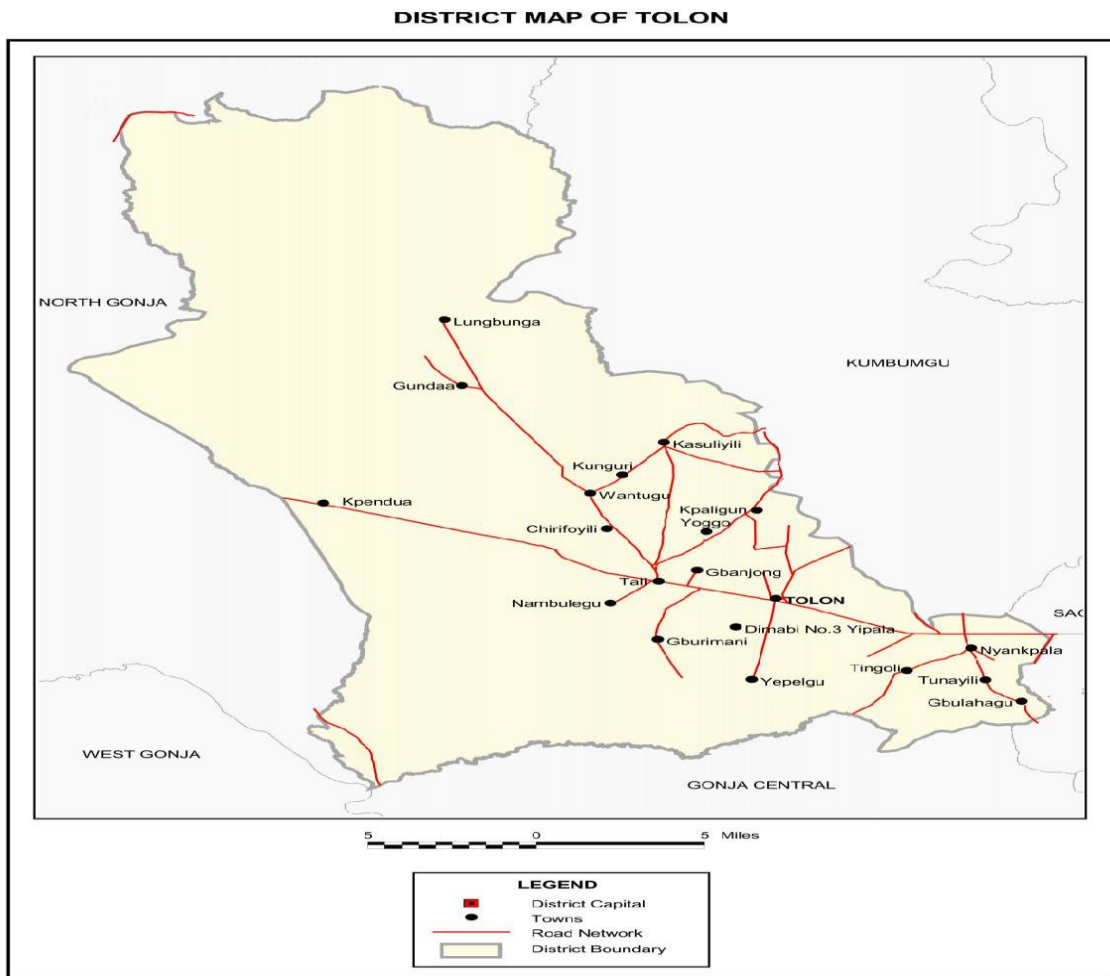 DISTRICT MAP OF TOLON
NORTH GONJA
Lungbunga
KUMBUMGU
Gundaa
Kasuliyili
Kunguri
Wantugu
Kpendua
Kpaligun
Yoggo
Chirifoyili
Gbanjong
Tali
TOLON
Nambulegu
SAG
Dimabi No.3 Yipala
Gburimani
Nyankpala
Tingoli
Yepelgu
Tunayili
Gbulahagu
WEST GONJA
GONJA CENTRAL
5 0 5 Miles
LEGEND
District Capital
Towns
Road Network
District Boundary